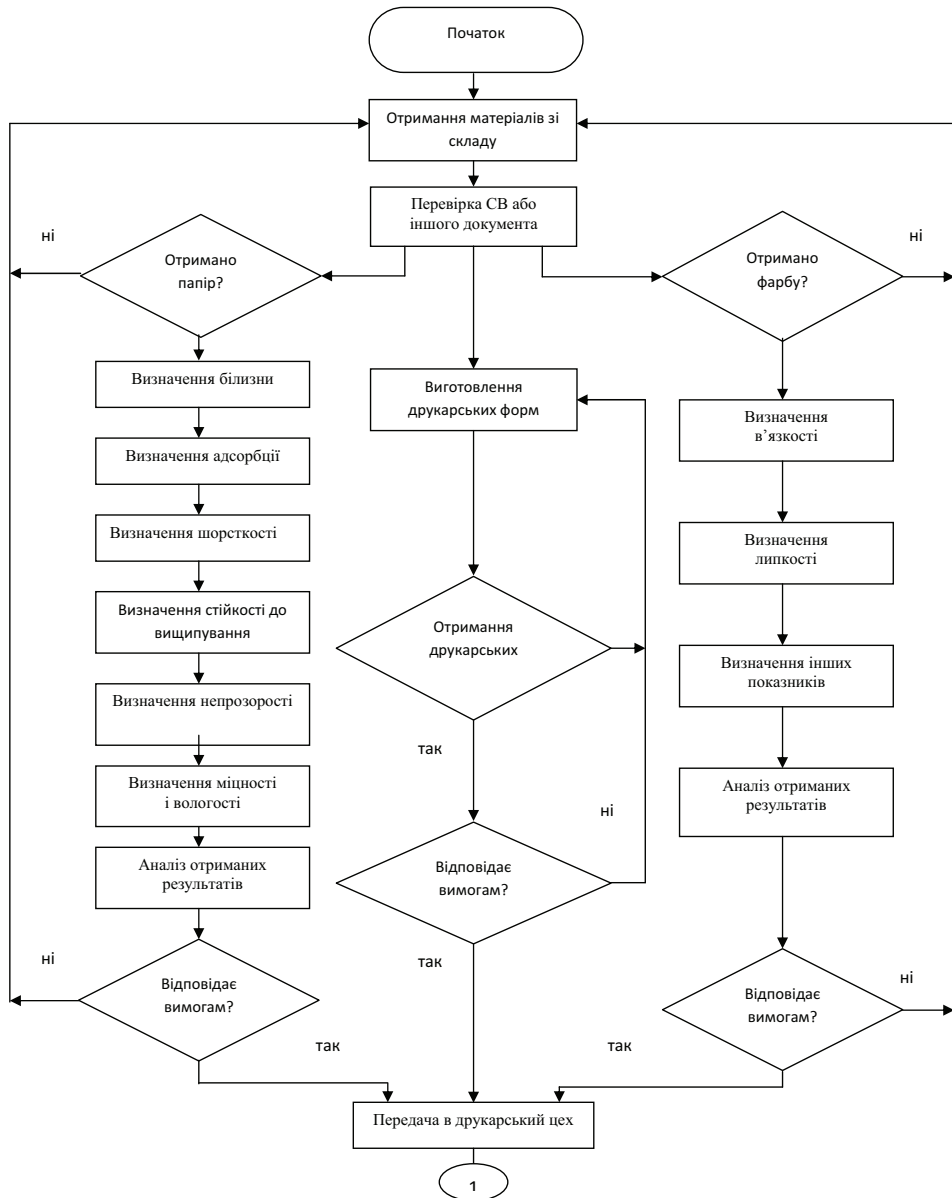 Початок
Отримання матеріалів зі
складу
Перевірка СВ або
іншого документа
ні
Отримано
папір?
Отримано
фарбу?
ні
Визначення білизни
Визначення адсорбції
Визначення шорсткості
Визначення стійкості до
вищипування
Визначення непрозорості
Визначення міцності
і вологості
Аналіз отриманих
результатів
ні
Відповідає
вимогам?
так
Виготовлення
друкарських форм
Отримання
друкарських
так
ні
Відповідає
вимогам?
так
Визначення
в’язкості
Визначення
липкості
Визначення інших
показників
Аналіз отриманих
результатів
Відповідає
вимогам?
ні
так
Передача в друкарський цех
1